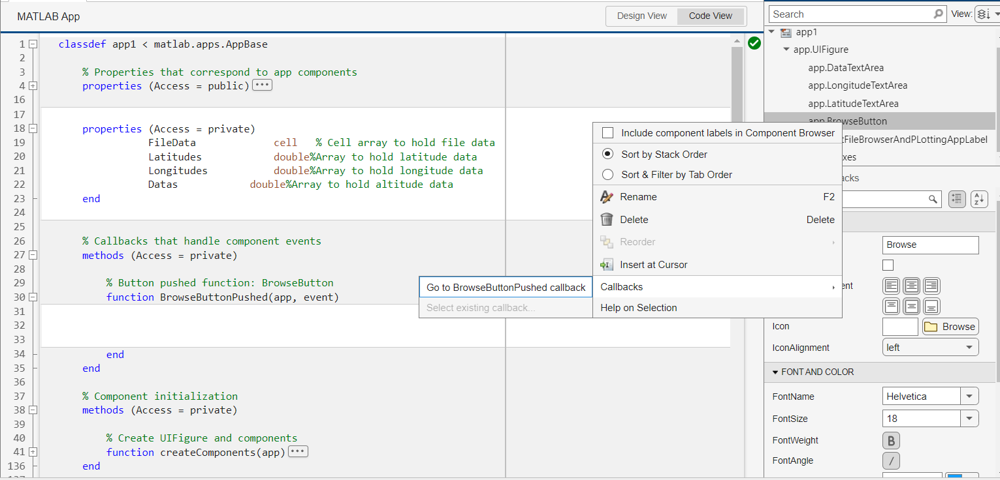 MATLAB App
Design View
Code View
1 classdef app1 < matlab.apps.AppBase
2
3 % Properties that correspond to app components
4 properties (Access = public) •••
16
17
18 properties (Access = private)
19 FileData cell % Cell array to hold file data
20 Latitudes double%Array to hold latitude data
21 Longitudes double%Array to hold longitude data
22 Datas double%Array to hold altitude data
23 end
24
25
26 % Callbacks that handle component events
27 methods (Access = private)
28
29 % Button pushed function: BrowseButton
30 function BrowseButtonPushed(app, event)
31
32
33
34 end
35 end
36
37 % Component initialization
38 methods (Access = private)
39
40 % Create UIFigure and components
41 function createComponents(app) •••
136 end
Search
View:
app1
app.UIFigure
app.DataTextArea
app.LongitudeTextArea
app.LatitudeTextArea
app.BrowseButton
tFileBrowserAndPLottingAppLabel
xes
acks
Include component labels in Component Browser
Sort by Stack Order
Sort & Filter by Tab Order
Rename F2
Delete Delete
Reorder
Insert at Cursor
Callbacks
Help on Selection
Go to BrowseButtonPushed callback
Select existing callback...
Browse
ent
Icon
Browse
IconAlignment
left
FONT AND COLOR
FontName
Helvetica
FontSize
18
FontWeight
B
FontAngle
/